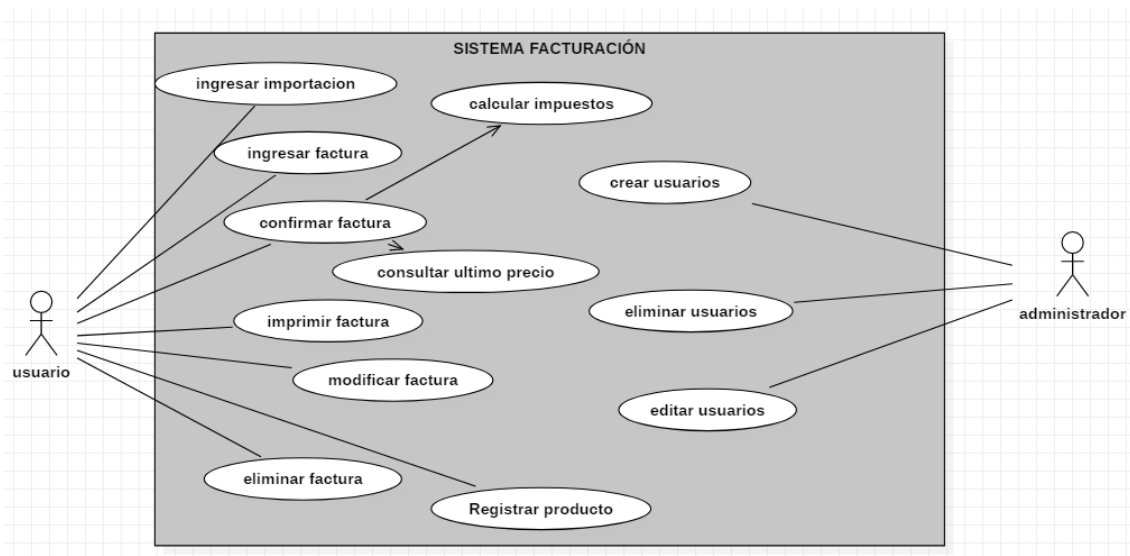 SISTEMA FACTURACIÓN
ingresar importacion
calcular impuestos
ingresar factura
crear usuarios
confirmar factura
consultar ultimo precio
eliminar usuarios
administrador
imprimir factura
usuario
modificar factura
editar usuarios
eliminar factura
Registrar producto